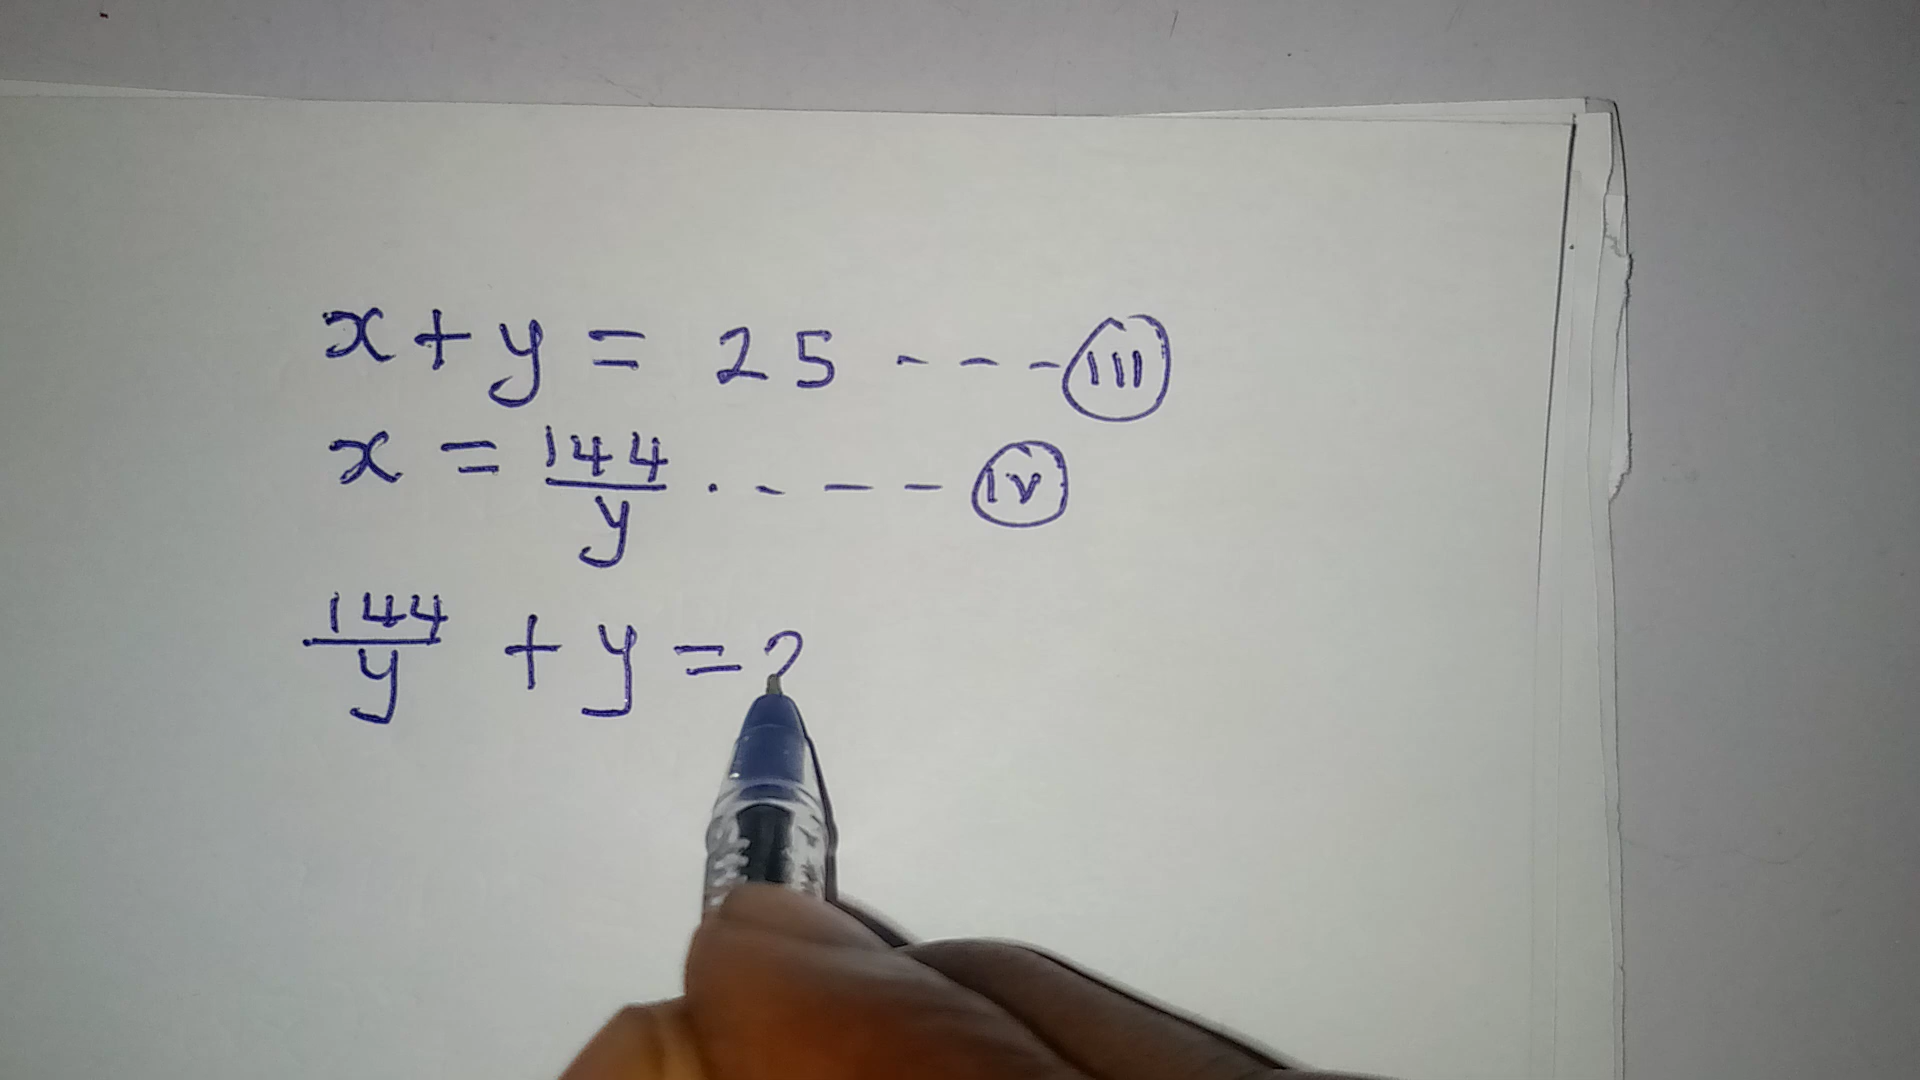 x + y = 25 - - - (iii)
x = 144/y . - - - - (iv)
144/y + y = 2